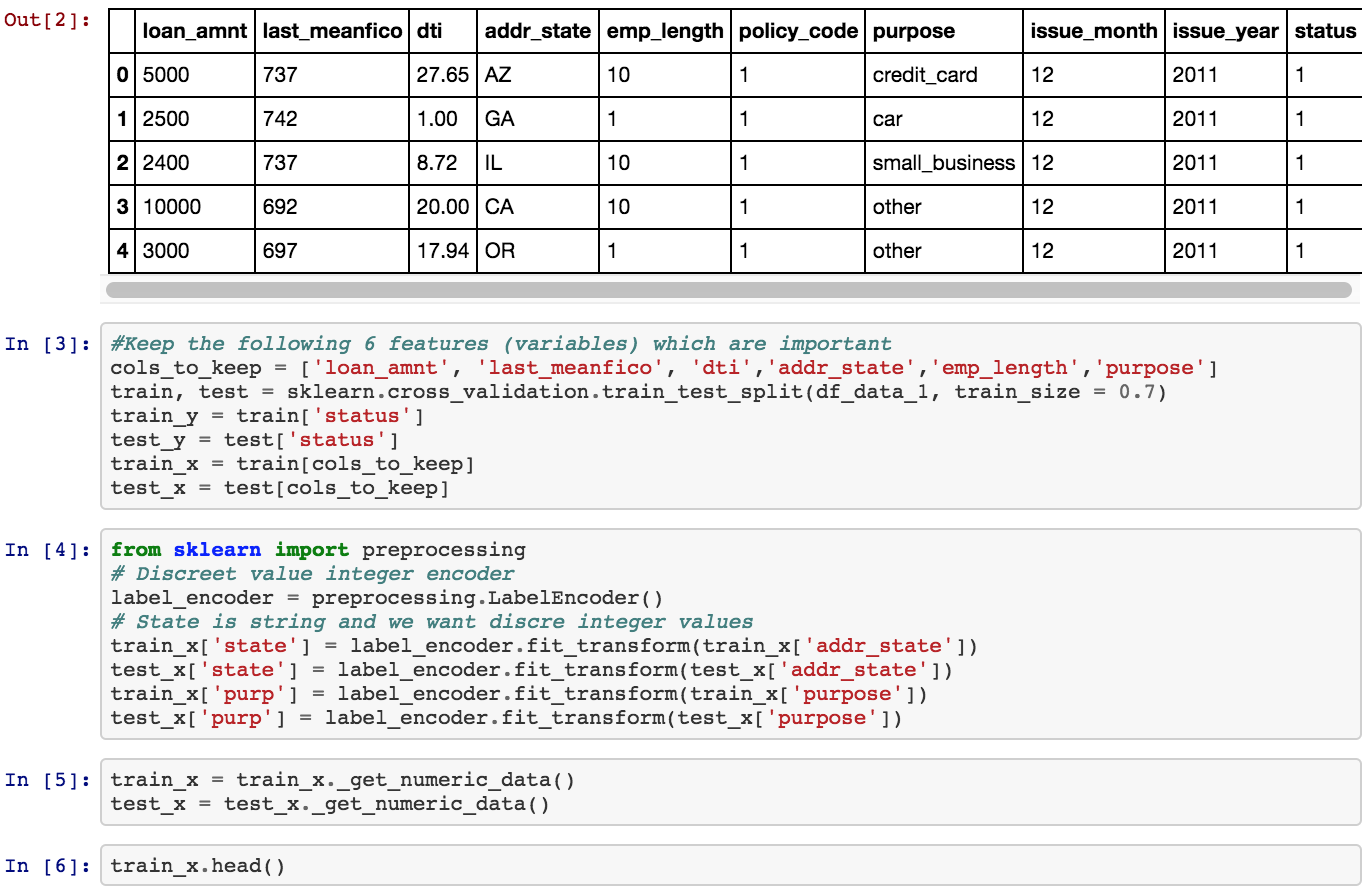 Out[2]:
loan_amnt last_meanfico dti addr_state emp_length policy_code purpose issue_month issue_year status
0 5000 737 27.65 AZ 10 1 credit_card 12 2011 1
1 2500 742 1.00 GA 1 1 car 12 2011 1
2 2400 737 8.72 IL 10 1 small_business 12 2011 1
3 10000 692 20.00 CA 10 1 other 12 2011 1
4 3000 697 17.94 OR 1 1 other 12 2011 1
In [3]: #Keep the following 6 features (variables) which are important
cols_to_keep = ['loan_amnt', 'last_meanfico', 'dti','addr_state','emp_length','purpose']
train, test = sklearn.cross_validation.train_test_split(df_data_1, train_size = 0.7)
train_y = train['status']
test_y = test['status']
train_x = train[cols_to_keep]
test_x = test[cols_to_keep]
In [4]: from sklearn import preprocessing
# Discreet value integer encoder
label_encoder = preprocessing.LabelEncoder()
# State is string and we want discre integer values
train_x['state'] = label_encoder.fit_transform(train_x['addr_state'])
test_x['state'] = label_encoder.fit_transform(test_x['addr_state'])
train_x['purp'] = label_encoder.fit_transform(train_x['purpose'])
test_x['purp'] = label_encoder.fit_transform(test_x['purpose'])
In [5]: train_x = train_x._get_numeric_data()
test_x = test_x._get_numeric_data()
In [6]: train_x.head()